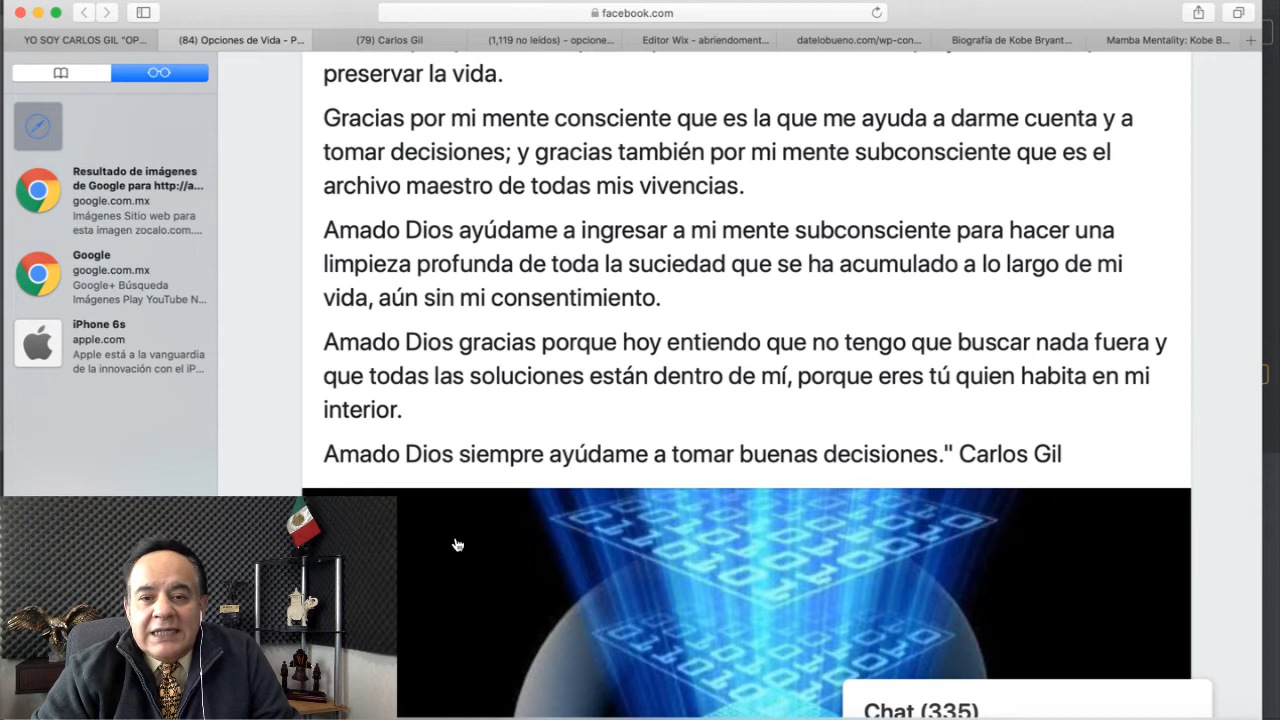 facebook.com
YO SOY CARLOS GIL "OP...
(84) Opciones de Vida - P...
(79) Carlos Gil
(1,119 no leídos) - opcione...
Editor Wix - abriendoment...
datelobueno.com/wp-con...
Biografía de Kobe Bryant...
Mamba Mentality: Kobe B...
preservar la vida.
Gracias por mi mente consciente que es la que me ayuda a darme cuenta y a
tomar decisiones; y gracias también por mi mente subconsciente que es el
archivo maestro de todas mis vivencias.
Amado Dios ayúdame a ingresar a mi mente subconsciente para hacer una
limpieza profunda de toda la suciedad que se ha acumulado a lo largo de mi
vida, aún sin mi consentimiento.
Amado Dios gracias porque hoy entiendo que no tengo que buscar nada fuera y
que todas las soluciones están dentro de mí, porque eres tú quien habita en mi
interior.
Amado Dios siempre ayúdame a tomar buenas decisiones." Carlos Gil
Resultado de imágenes
de Google para http://a...
google.com.mx
Imágenes Sitio web para
esta imagen zocalo.com....
Google
google.com.mx
Google+ Búsqueda
Imágenes Play YouTube N...
iPhone 6s
apple.com
Apple está a la vanguardia
de la innovación con el iP...
Chat (335)